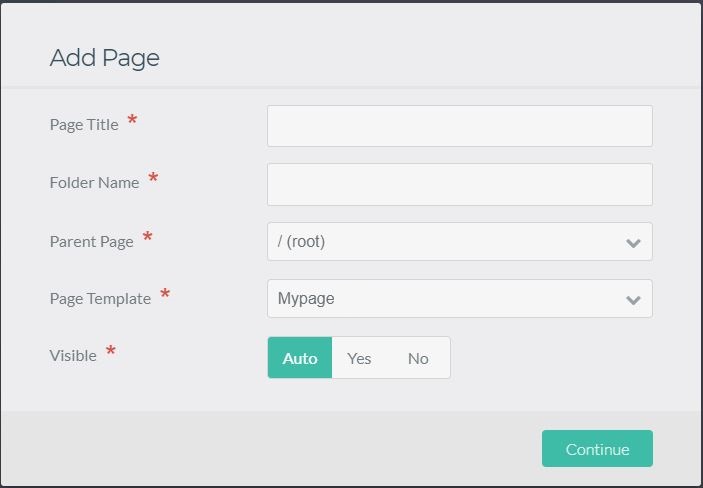 Add Page
Page Title *
Folder Name *
Parent Page * / (root)
Page Template * Mypage
Visible * Auto Yes No
Continue